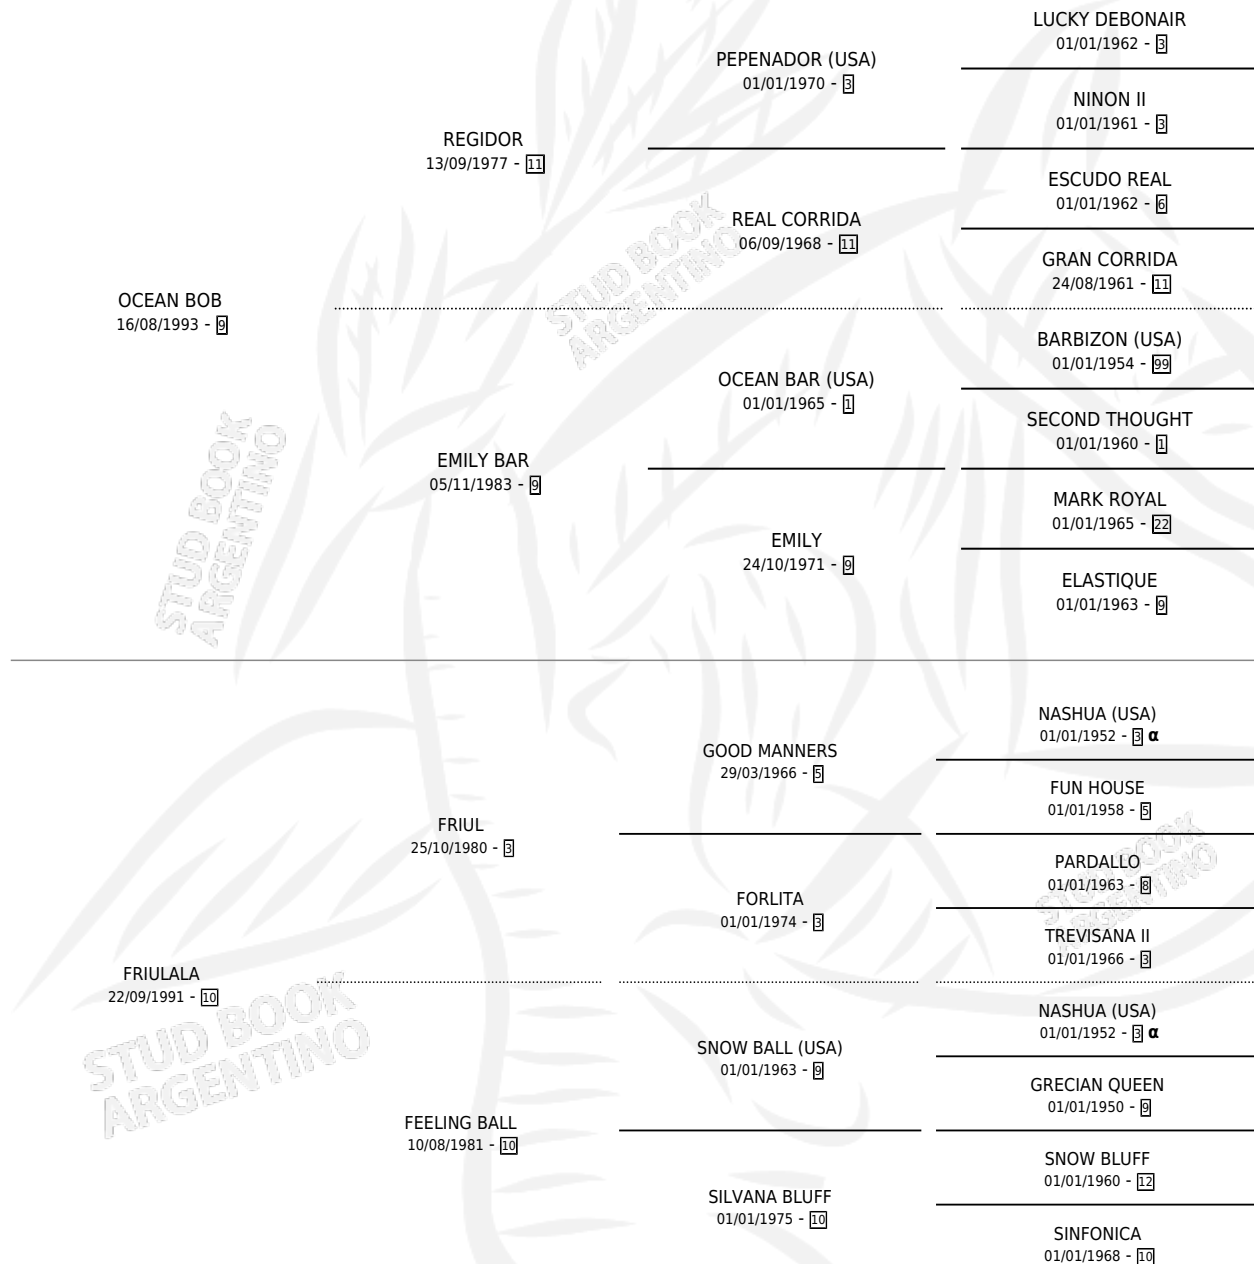 LUCKY DEBONAIR
01/01/1962 - 3
PEPENADOR (USA)
01/01/1970 - 3
NINON II
01/01/1961 - 3
REGIDOR
13/09/1977 - 11
ESCUDO REAL
01/01/1962 - 6
REAL CORRIDA
06/09/1968 - 11
GRAN CORRIDA
24/08/1961 - 11
STUD BOOK
ARGENTINO
OCEAN BOB
16/08/1993 - 9
BARBIZON (USA)
01/01/1954 - 99
OCEAN BAR (USA)
01/01/1965 - 1
SECOND THOUGHT
01/01/1960 - 1
EMILY BAR
05/11/1983 - 9
MARK ROYAL
01/01/1965 - 22
EMILY
24/10/1971 - 9
ELASTIQUE
01/01/1963 - 9
STUD BOOK
ARGENTINO
NASHUA (USA)
01/01/1952 - 3 α
GOOD MANNERS
29/03/1966 - 5
FUN HOUSE
01/01/1958 - 5
FRIUL
25/10/1980 - 3
PARDALLO
01/01/1963 - 8
STUD BOOK
ARGENTINO
FORLITA
01/01/1974 - 3
TREVISANA II
01/01/1966 - 3
FRIULALA
22/09/1991 - 10
STUD BOOK
ARGENTINO
NASHUA (USA)
01/01/1952 - 3 α
SNOW BALL (USA)
01/01/1963 - 9
GRECIAN QUEEN
01/01/1950 - 9
FEELING BALL
10/08/1981 - 10
SNOW BLUFF
01/01/1960 - 12
SILVANA BLUFF
01/01/1975 - 10
SINFONICA
01/01/1968 - 10